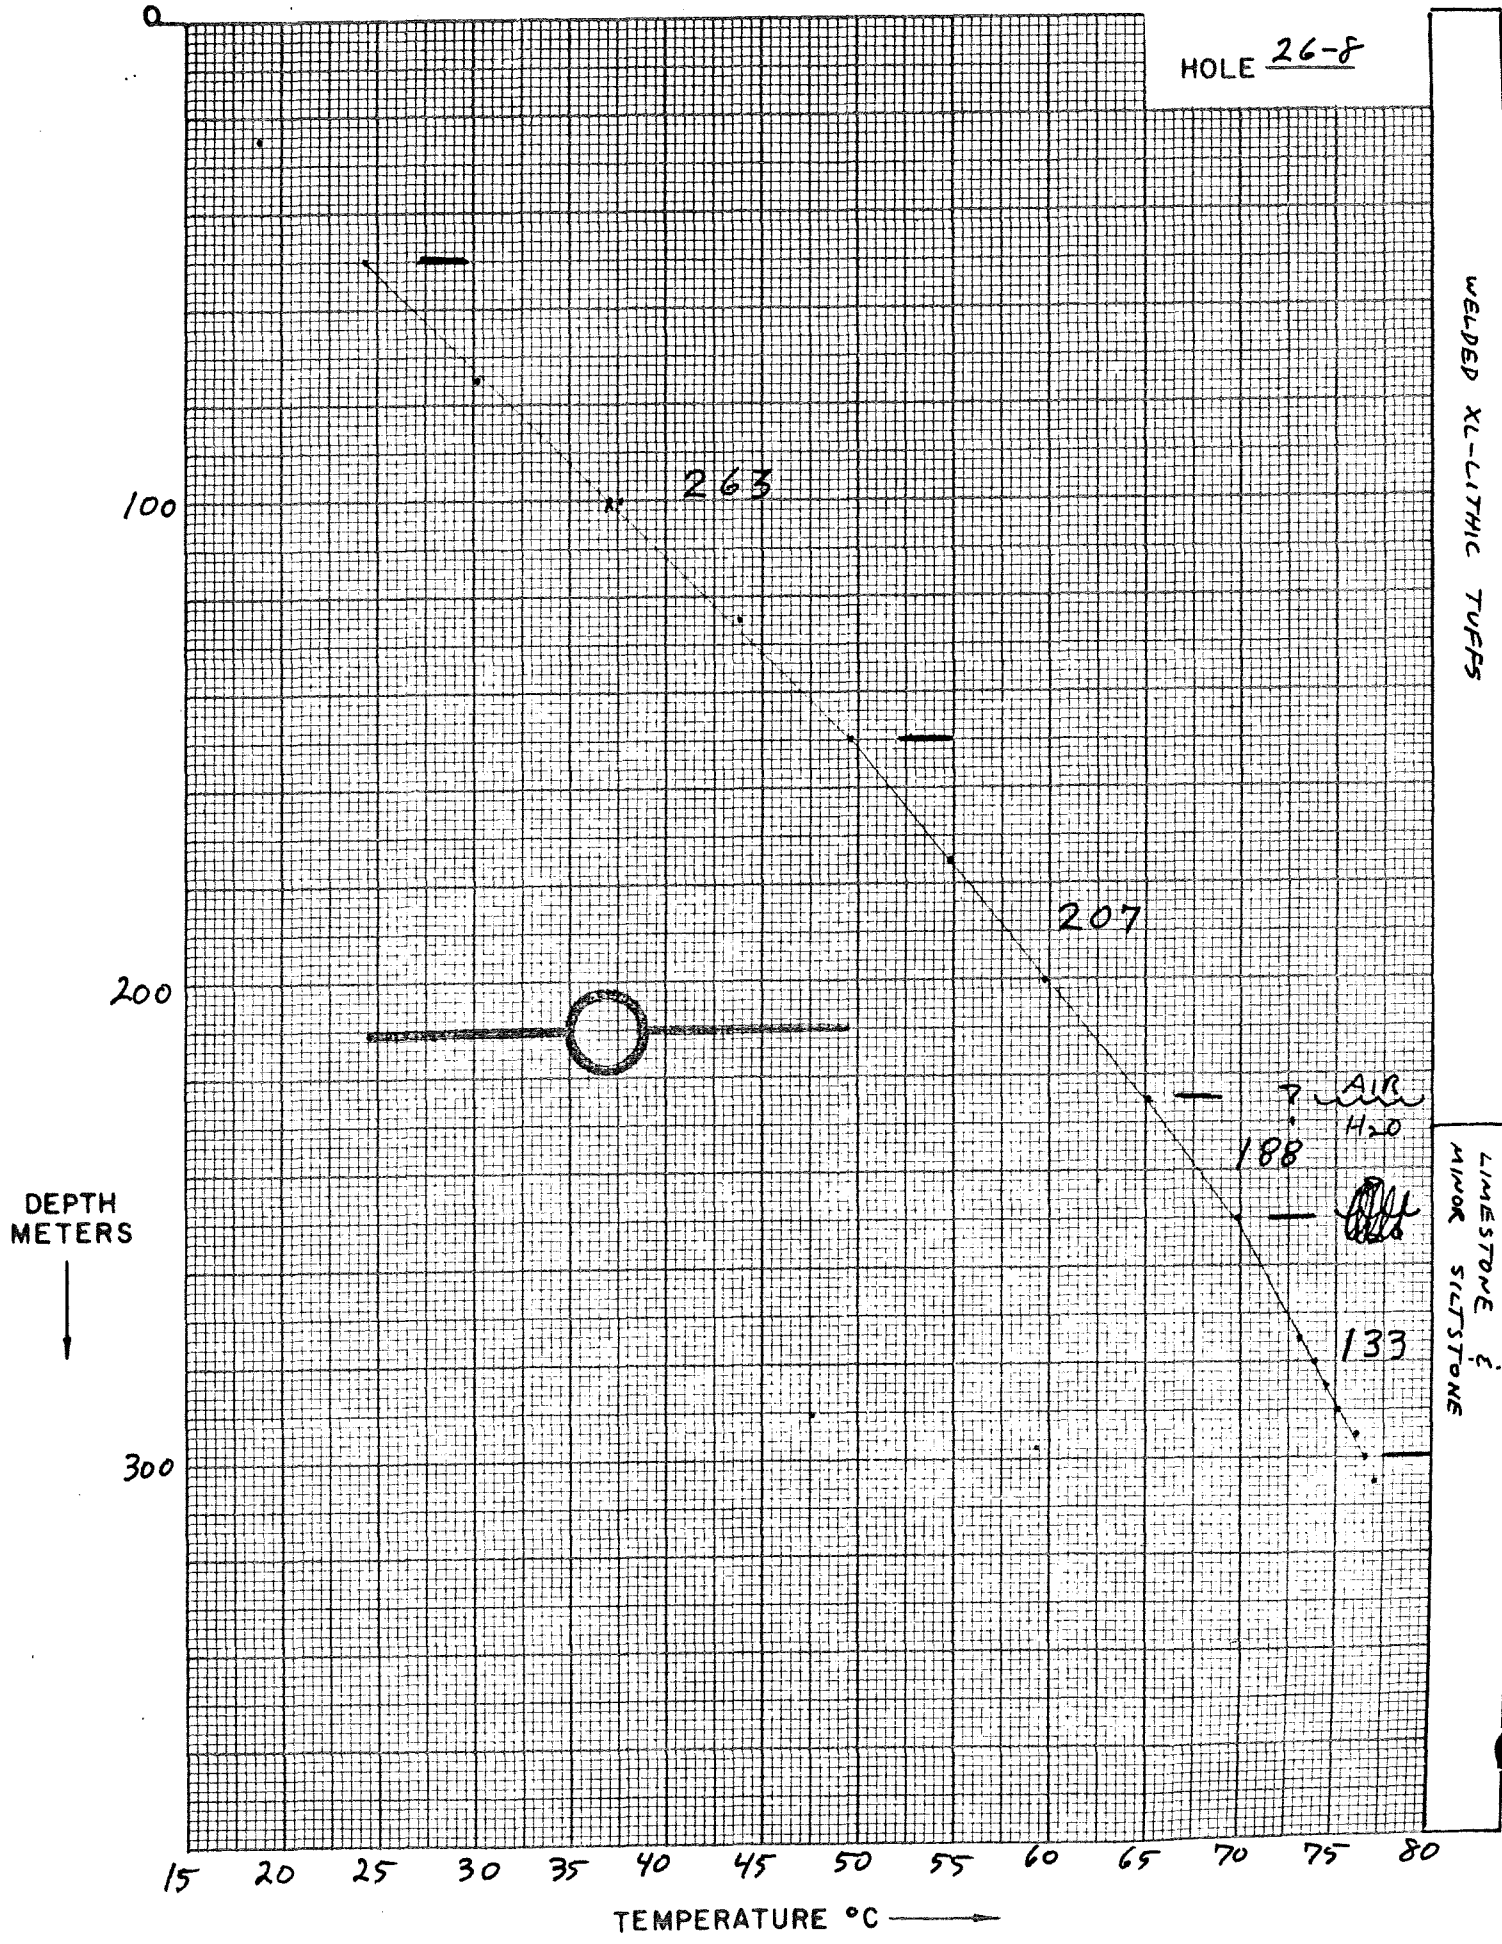 0
HOLE 26-8
WELDED XL-LITHIC TUFFS
263
100
207
200
? AIR
H2O
188
LIMESTONE &
MINOR SILTSTONE
DEPTH
METERS
133
300
15 20 25 30 35 40 45 50 55 60 65 70 75 80
TEMPERATURE °C